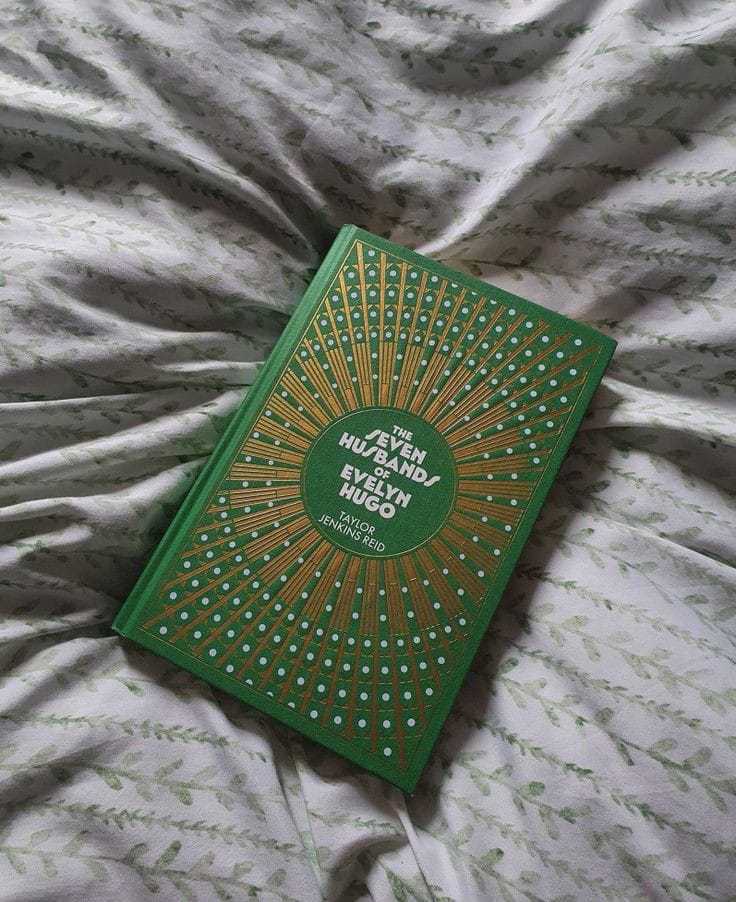 THE
SEVEN
HUSBANDS
OF
EVELYN
HUGO
TAYLOR
JENKINS REID